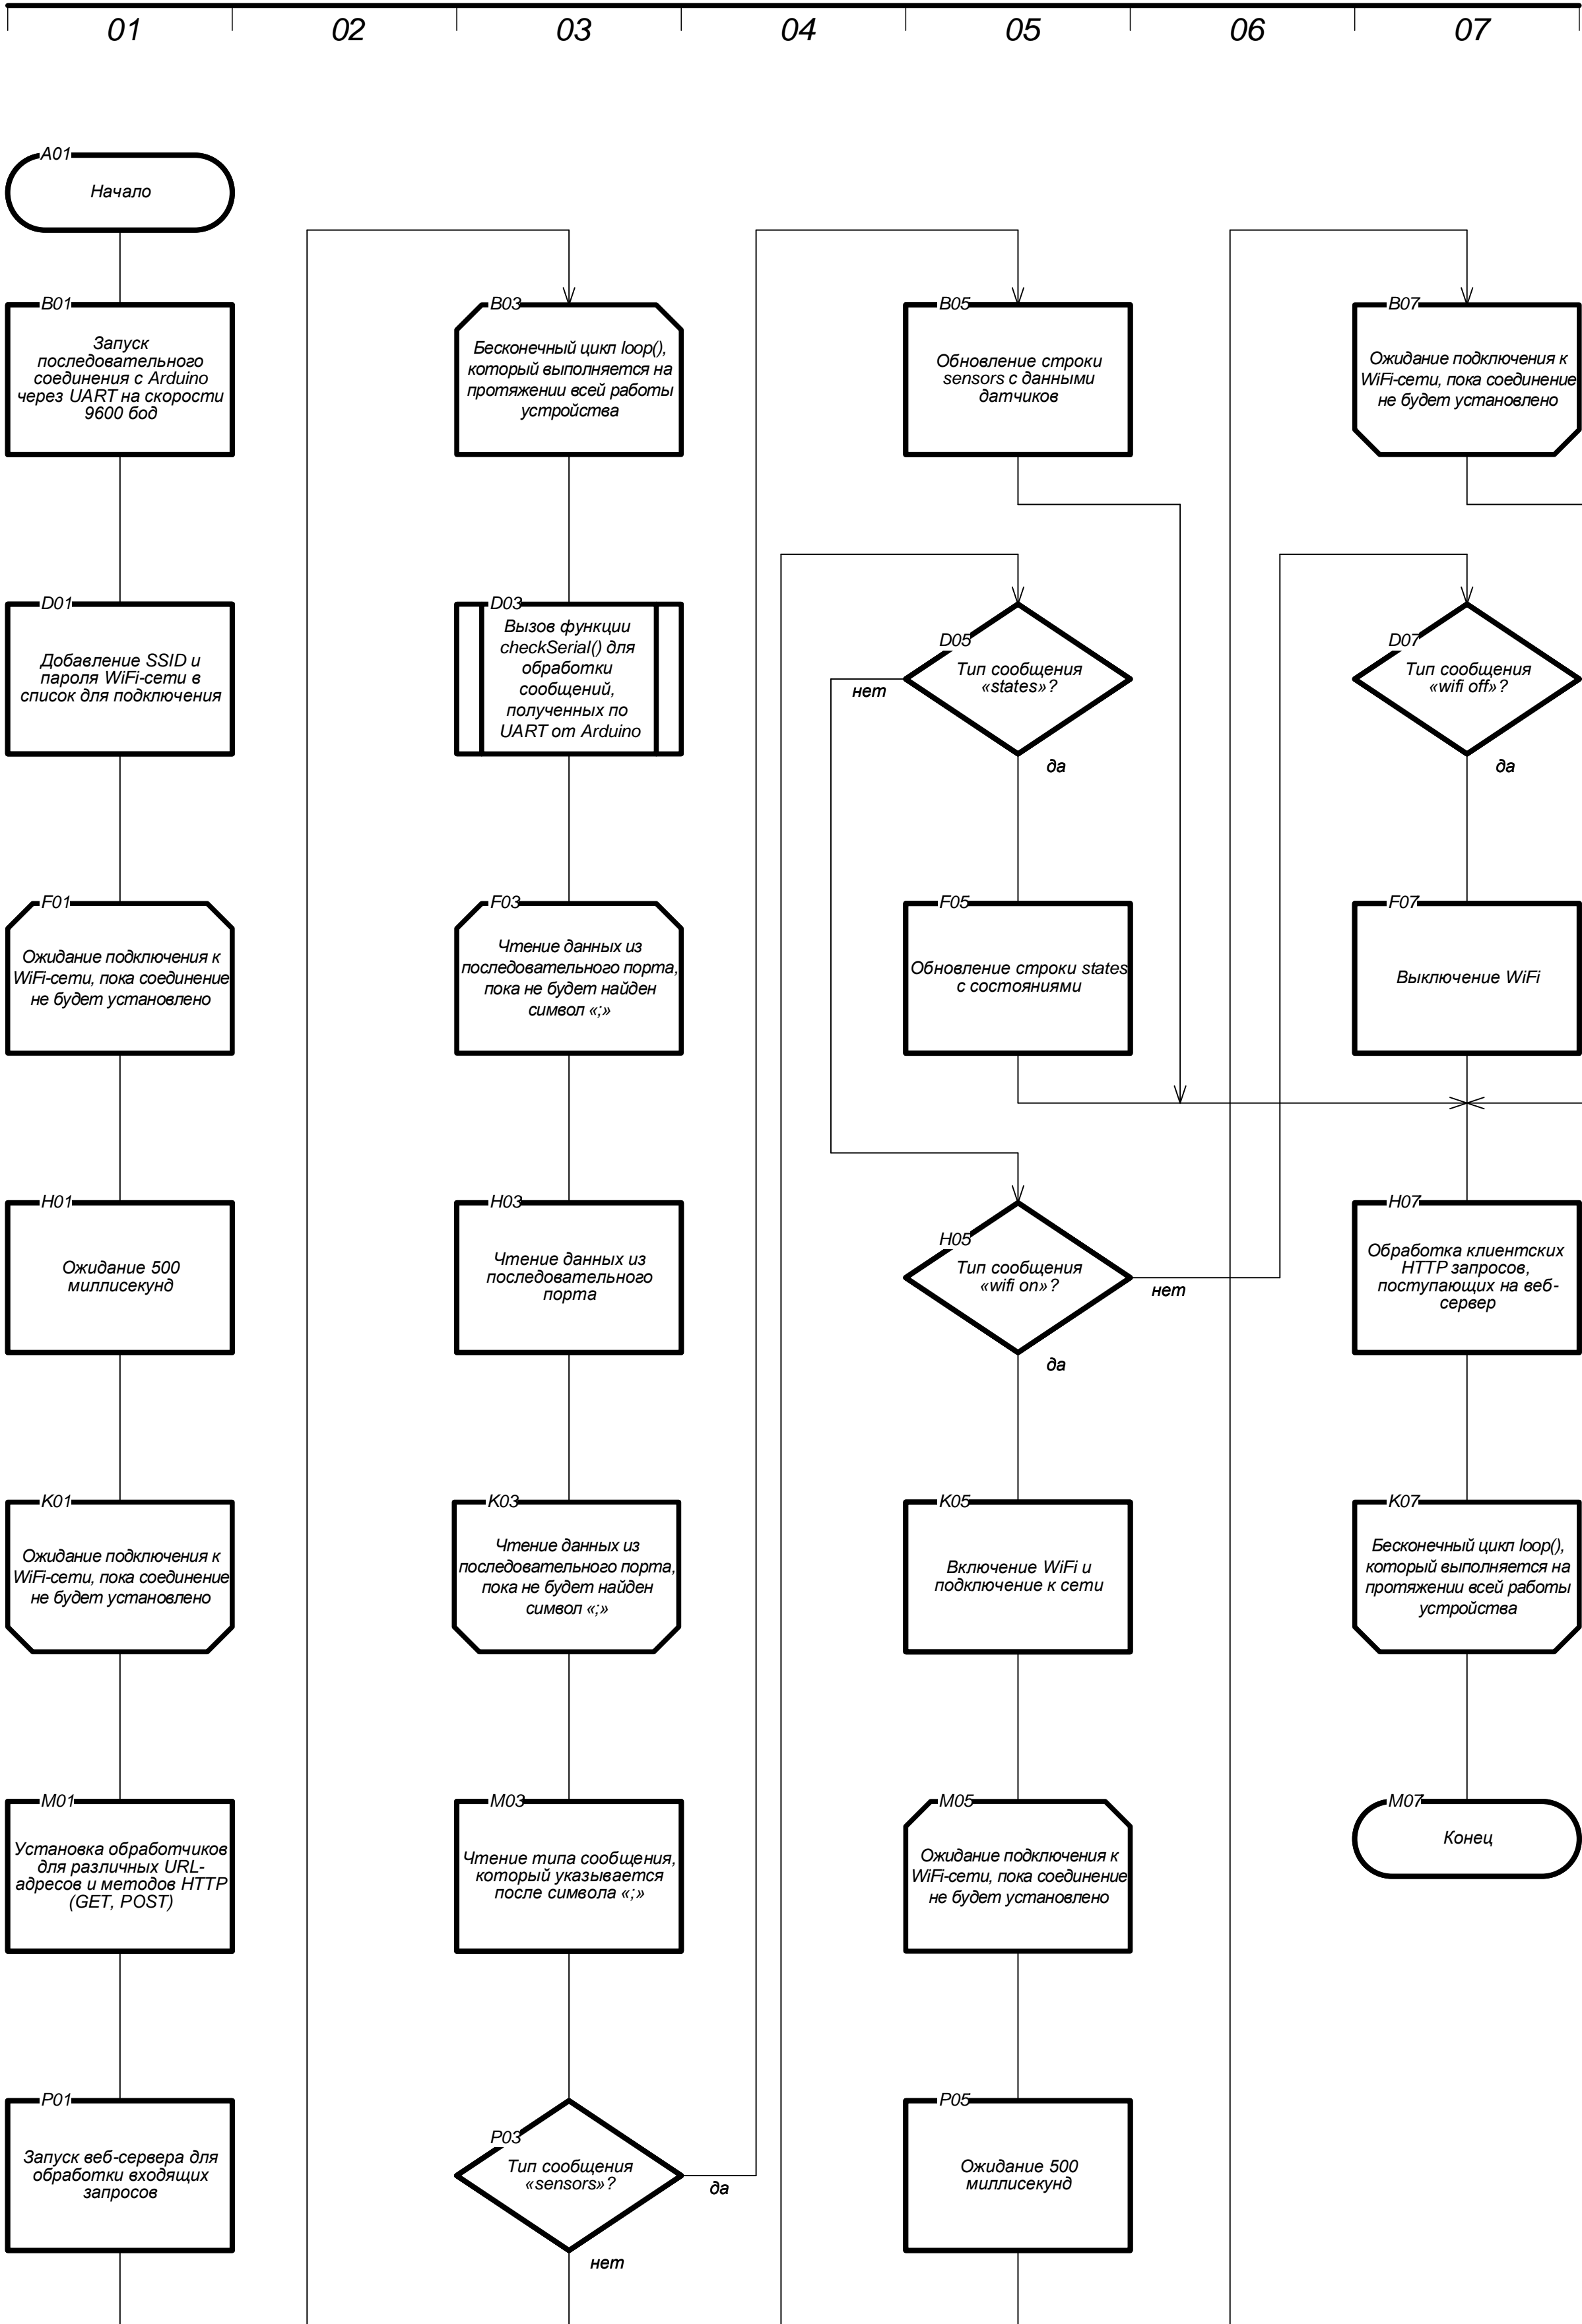 01
02
03
04
05
06
07
A01
Начало
B01
Запуск
последовательного
соединения с Arduino
через UART на скорости
9600 бод
D01
Добавление SSID и
пароля WiFi-сети в
список для подключения
F01
Ожидание подключения к
WiFi-сети, пока соединение
не будет установлено
H01
Ожидание 500
миллисекунд
K01
Ожидание подключения к
WiFi-сети, пока соединение
не будет установлено
M01
Установка обработчиков
для различных URL-
адресов и методов HTTP
(GET, POST)
P01
Запуск веб-сервера для
обработки входящих
запросов
B03
Бесконечный цикл loop(),
который выполняется на
протяжении всей работы
устройства
D03
Вызов функции
checkSerial() для
обработки
сообщений,
полученных по
UART от Arduino
F03
Чтение данных из
последовательного порта,
пока не будет найден
символ «;»
H03
Чтение данных из
последовательного
порта
K03
Чтение данных из
последовательного порта,
пока не будет найден
символ «;»
M03
Чтение типа сообщения,
который указывается
после символа «;»
P03
Тип сообщения
«sensors»?
да
нет
B05
Обновление строки
sensors с данными
датчиков
D05
Тип сообщения
«states»?
нет
да
F05
Обновление строки states
с состояниями
H05
Тип сообщения
«wifi on»?
нет
да
K05
Включение WiFi и
подключение к сети
M05
Ожидание подключения к
WiFi-сети, пока соединение
не будет установлено
P05
Ожидание 500
миллисекунд
B07
Ожидание подключения к
WiFi-сети, пока соединение
не будет установлено
D07
Тип сообщения
«wifi off»?
да
F07
Выключение WiFi
H07
Обработка клиентских
HTTP запросов,
поступающих на веб-
сервер
K07
Бесконечный цикл loop(),
который выполняется на
протяжении всей работы
устройства
M07
Конец